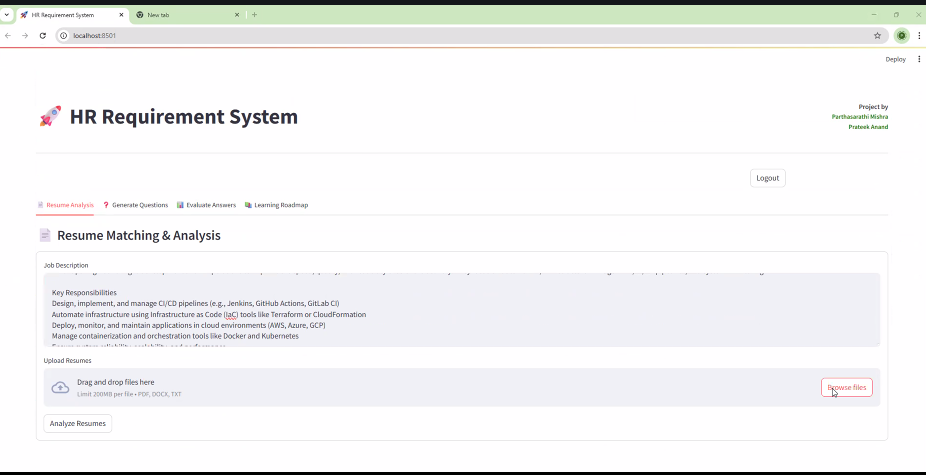 HR Requirement System
New tab
localhost:8501
Deploy
HR Requirement System
Project by
Parthasarathi Mishra
Prateek Anand
Logout
Resume Analysis
Generate Questions
Evaluate Answers
Learning Roadmap
Resume Matching & Analysis
Job Description
Key Responsibilities
Design, implement, and manage CI/CD pipelines (e.g., Jenkins, GitHub Actions, GitLab CI)
Automate infrastructure using Infrastructure as Code (IaC) tools like Terraform or CloudFormation
Deploy, monitor, and maintain applications in cloud environments (AWS, Azure, GCP)
Manage containerization and orchestration tools like Docker and Kubernetes
Upload Resumes
Drag and drop files here
Limit 200MB per file • PDF, DOCX, TXT
Browse files
Analyze Resumes